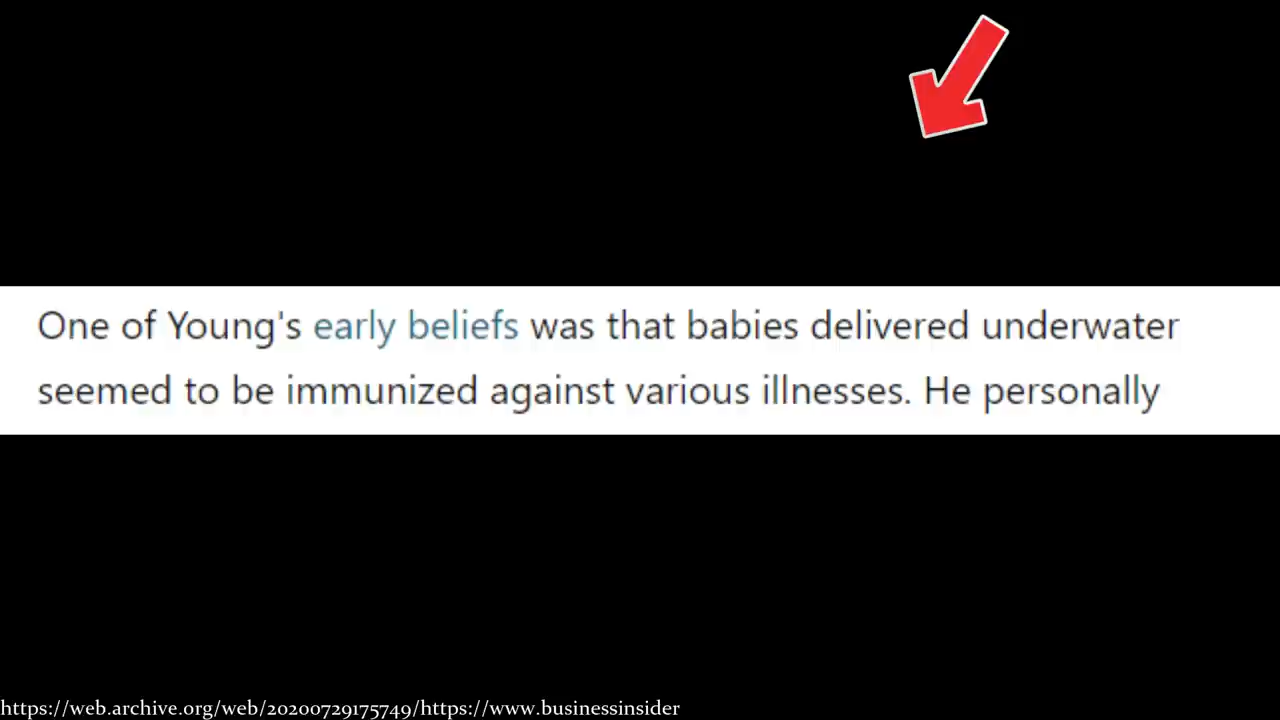 One of Young's early beliefs was that babies delivered underwater
seemed to be immunized against various illnesses. He personally
https://web.archive.org/web/20200729175749/https://www.businessinsider